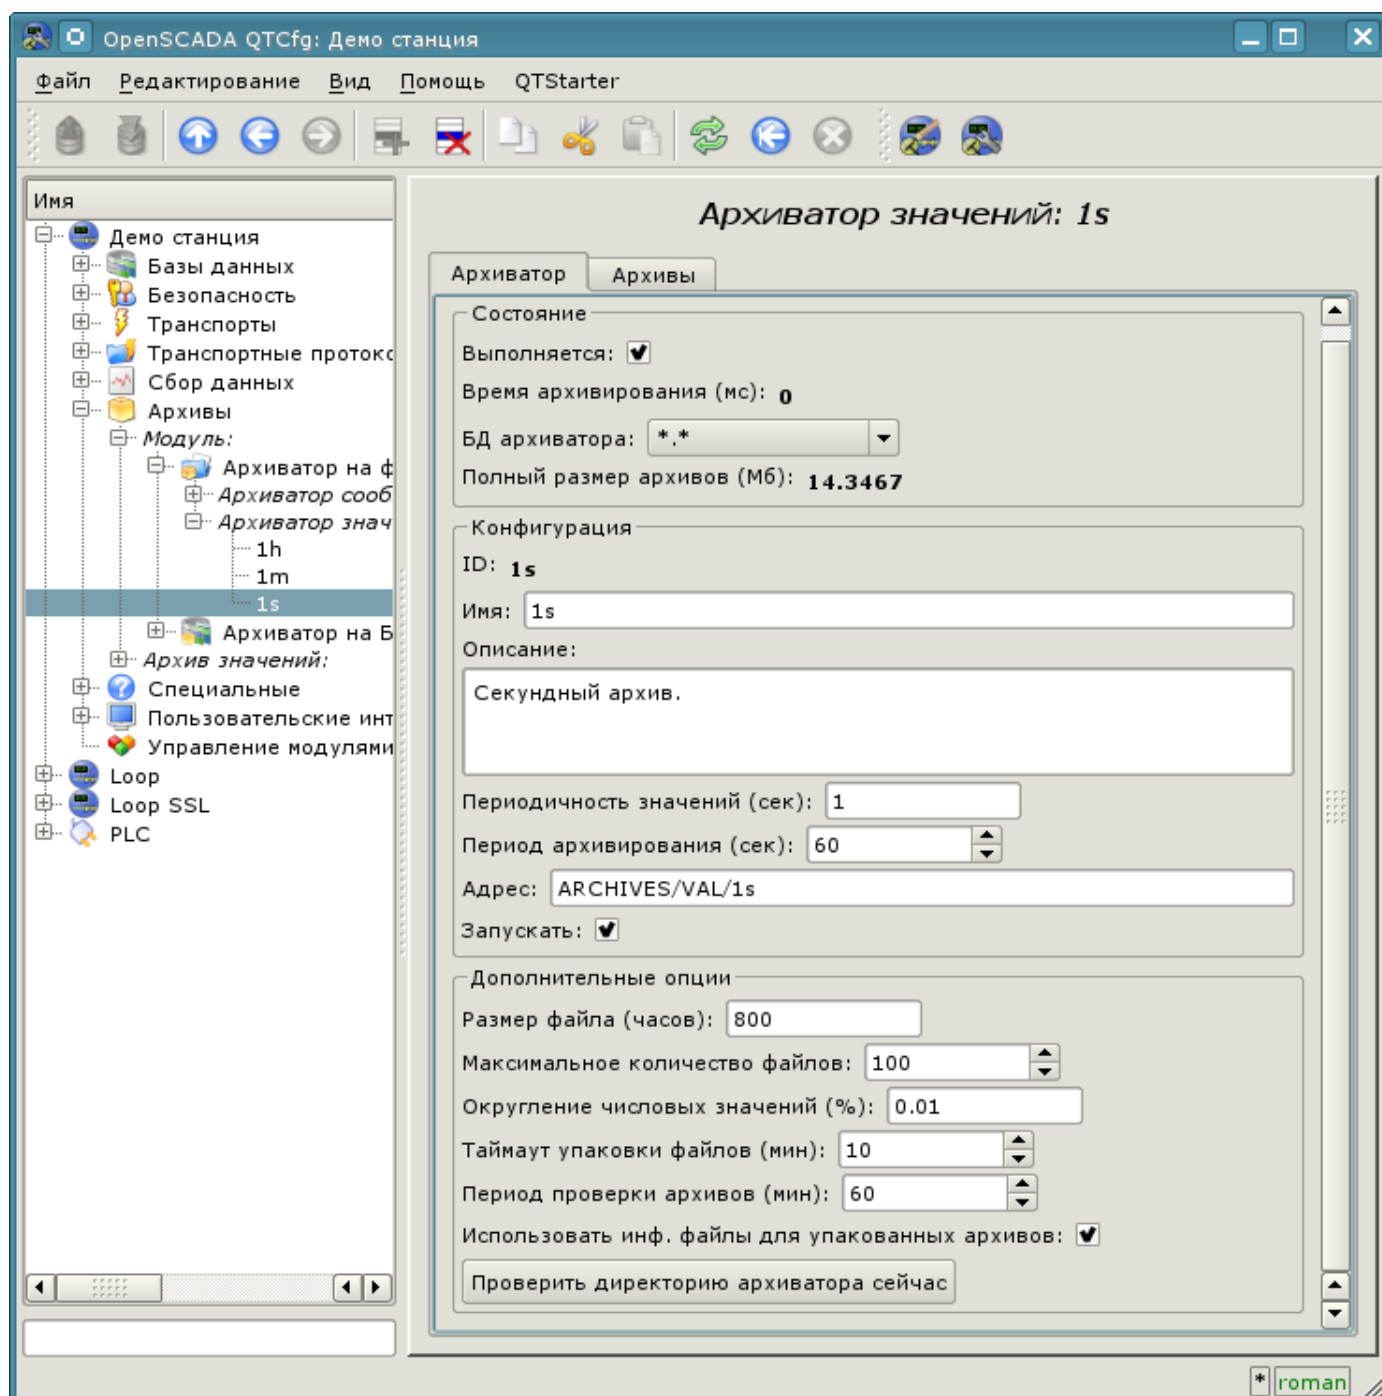 OpenSCADA QTCfg: Демо станция
Файл Редактирование Вид Помощь QTStarter
Имя
Демо станция
Базы данных
Безопасность
Транспорты
Транспортные протокс
Сбор данных
Архивы
Модуль:
Архиватор на ф
Архиватор сооб
Архиватор знач
1h
1m
1s
Архиватор на Б
Архив значений:
Специальные
Пользовательские инт
Управление модулями
Loop
Loop SSL
PLC
Архиватор значений: 1s
Архиватор Архивы
Состояние
Выполняется:
Время архивирования (мс): 0
БД архиватора: *.*
Полный размер архивов (Мб): 14.3467
Конфигурация
ID: 1s
Имя: 1s
Описание:
Секундный архив.
Периодичность значений (сек): 1
Период архивирования (сек): 60
Адрес: ARCHIVES/VAL/1s
Запускать:
Дополнительные опции
Размер файла (часов): 800
Максимальное количество файлов: 100
Округление числовых значений (%): 0.01
Таймаут упаковки файлов (мин): 10
Период проверки архивов (мин): 60
Использовать инф. файлы для упакованных архивов:
Проверить директорию архиватора сейчас
* roman